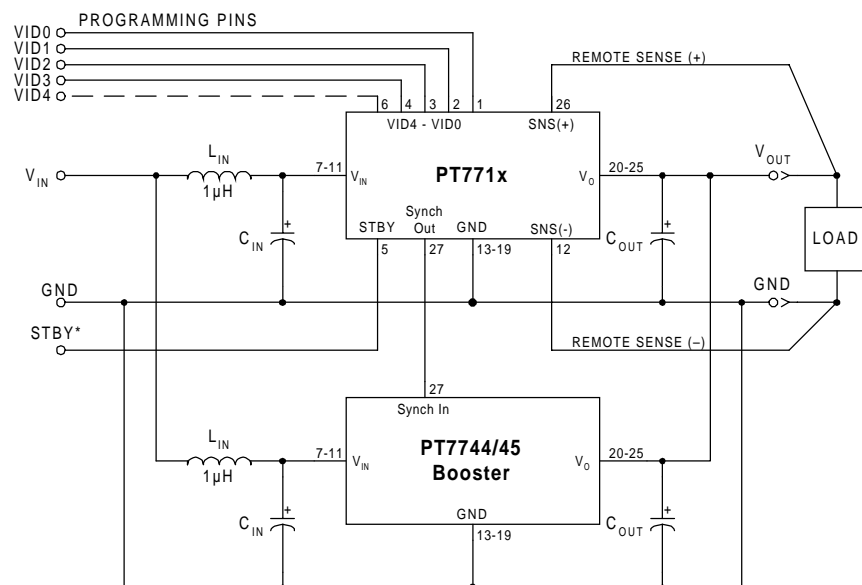 PROGRAMMING PINS
VID0
VID1
VID2
VID3
VID4
6 4 3 2 1 26
REMOTE SENSE (+)
VID4 - VID0 SNS(+)
V_IN
L_IN
1µH
7-11
V_IN
PT771x
V_O
20-25
V_OUT
C_IN
+
STBY
Synch
Out
GND
SNS(-)
5 27 13-19 12
C_OUT
+
LOAD
GND
GND
STBY*
REMOTE SENSE (–)
27
Synch In
L_IN
1µH
7-11
V_IN
PT7744/45
Booster
V_O
20-25
C_IN
+
GND
13-19
C_OUT
+